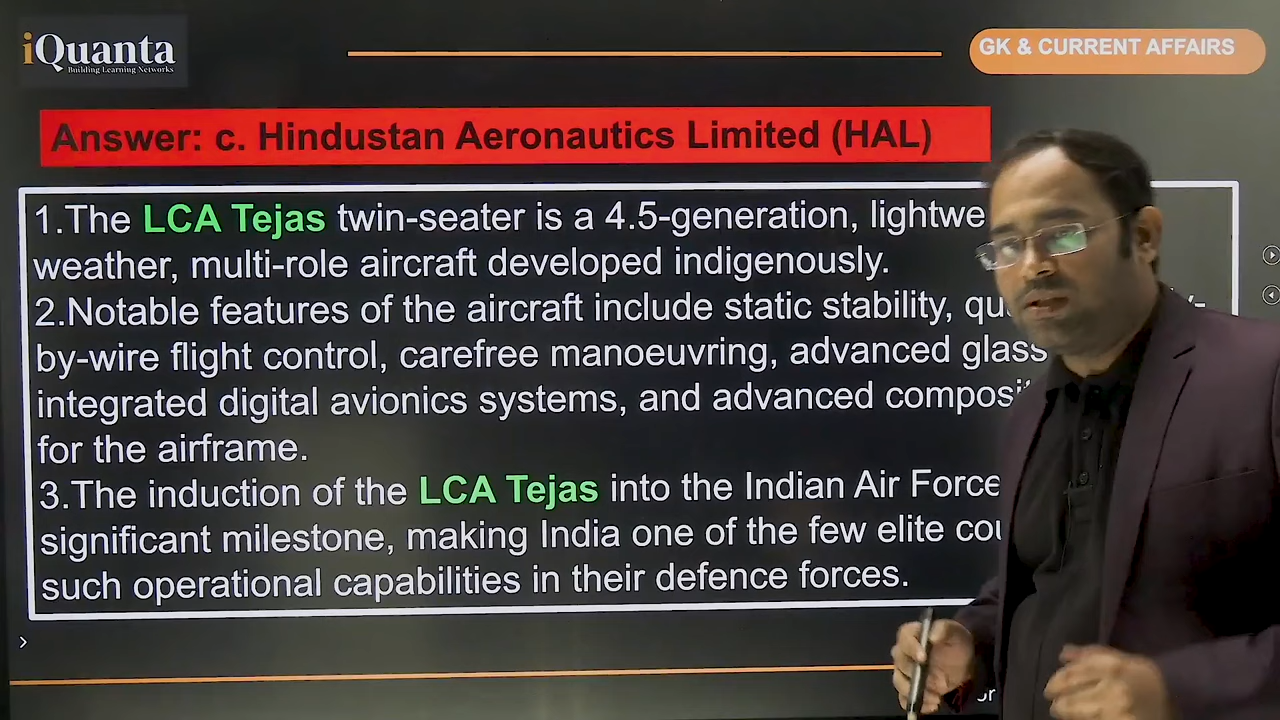 iQuanta
Building Learning Networks
GK & CURRENT AFFAIRS
Answer: c. Hindustan Aeronautics Limited (HAL)
1.The LCA Tejas twin-seater is a 4.5-generation,
weather, multi-role aircraft developed indigenously.
2.Notable features of the aircraft include static stability,
by-wire flight control, carefree manoeuvring, advanced glass
integrated digital avionics systems, and advanced
for the airframe.
3.The induction of the LCA Tejas into the Indian Air Force
significant milestone, making India one of the few elite
such operational capabilities in their defence forces.